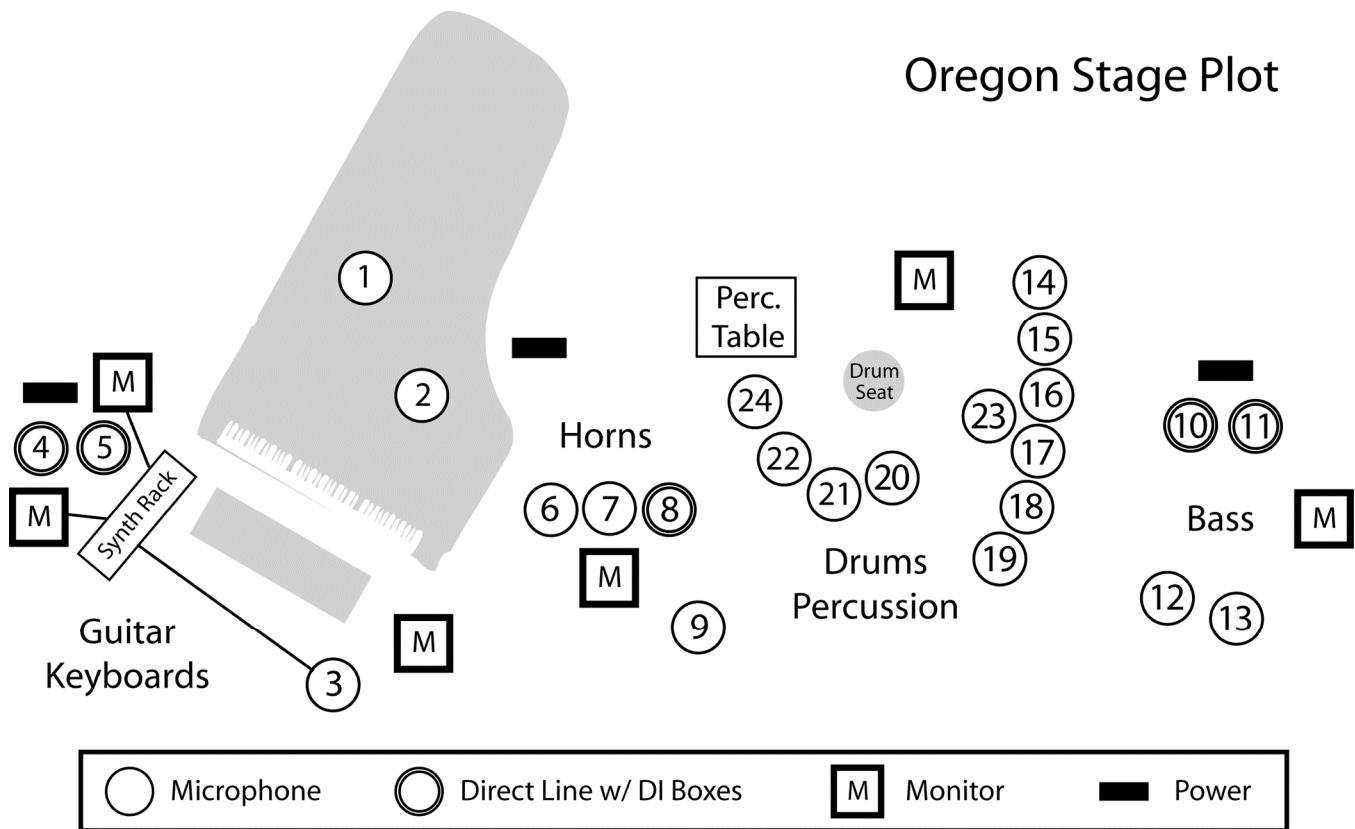 Oregon Stage Plot
1
2
M
4
5
M
Synth Rack
Guitar
Keyboards
3
M
Horns
6
7
8
M
9
Perc.
Table
Drum
Seat
M
24
22
21
20
23
14
15
16
17
18
19
Drums
Percussion
10
11
Bass
M
12
13
Microphone
Direct Line w/ DI Boxes
M
Monitor
Power